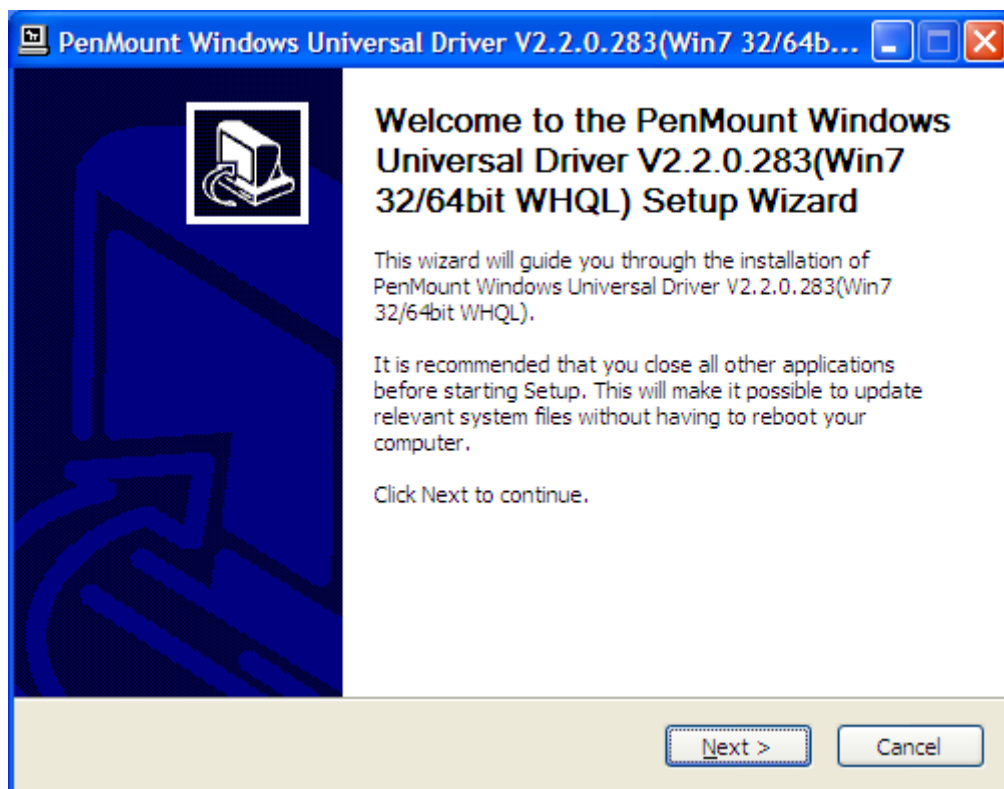 PenMount Windows Universal Driver V2.2.0.283(Win7 32/64b...
Welcome to the PenMount Windows
Universal Driver V2.2.0.283(Win7
32/64bit WHQL) Setup Wizard
This wizard will guide you through the installation of
PenMount Windows Universal Driver V2.2.0.283(Win7
32/64bit WHQL).
It is recommended that you close all other applications
before starting Setup. This will make it possible to update
relevant system files without having to reboot your
computer.
Click Next to continue.
Next >
Cancel